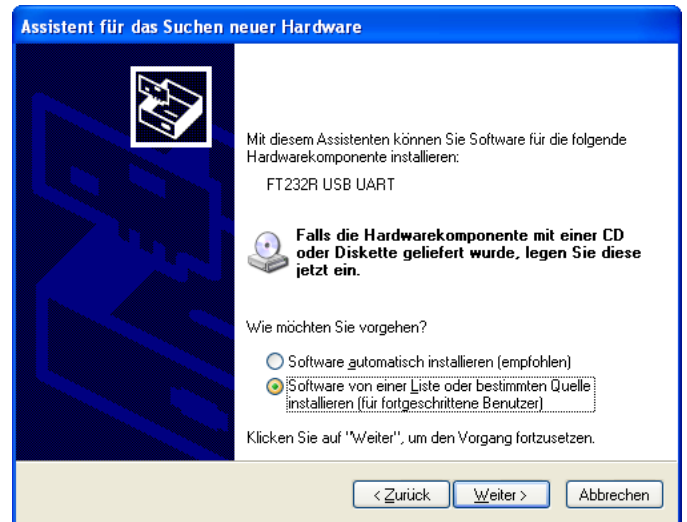 Assistent für das Suchen neuer Hardware
Mit diesem Assistenten können Sie Software für die folgende
Hardwarekomponente installieren:
FT232R USB UART
Falls die Hardwarekomponente mit einer CD
oder Diskette geliefert wurde, legen Sie diese
jetzt ein.
Wie möchten Sie vorgehen?
Software automatisch installieren (empfohlen)
Software von einer Liste oder bestimmten Quelle
installieren (für fortgeschrittene Benutzer)
Klicken Sie auf "Weiter", um den Vorgang fortzusetzen.
< Zurück Weiter > Abbrechen